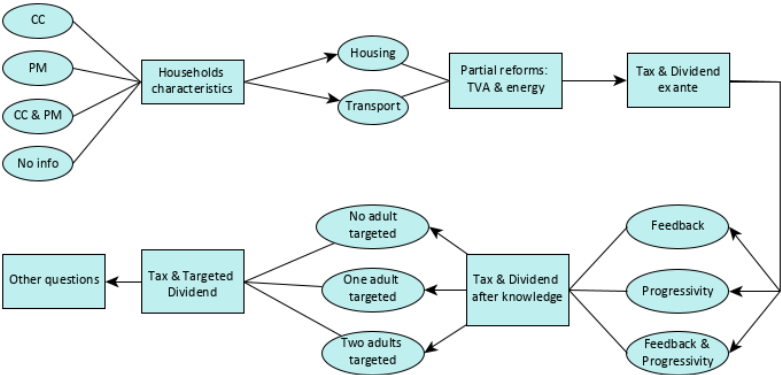 CC
PM
CC & PM
No info
Households
characteristics
Housing
Transport
Partial reforms:
TVA & energy
Tax & Dividend
ex ante
Feedback
Progressivity
Feedback &
Progressivity
Tax & Dividend
after knowledge
No adult
targeted
One adult
targeted
Two adults
targeted
Tax & Targeted
Dividend
Other questions